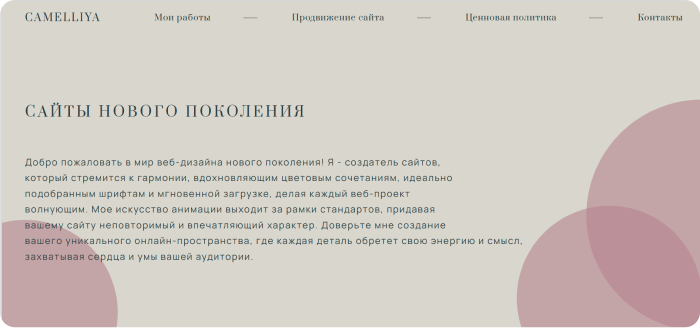 CAMELLIYA
Мои работы
Продвижение сайта
Ценновая политика
Контакты
САЙТЫ НОВОГО ПОКОЛЕНИЯ
Добро пожаловать в мир веб-дизайна нового поколения! Я - создатель сайтов,
который стремится к гармонии, вдохновляющим цветовым сочетаниям, идеально
подобранным шрифтам и мгновенной загрузке, делая каждый веб-проект
волнующим. Мое искусство анимации выходит за рамки стандартов, придавая
вашему сайту неповторимый и впечатляющий характер. Доверьте мне создание
вашего уникального онлайн-пространства, где каждая деталь обретет свою энергию и смысл,
захватывая сердца и умы вашей аудитории.